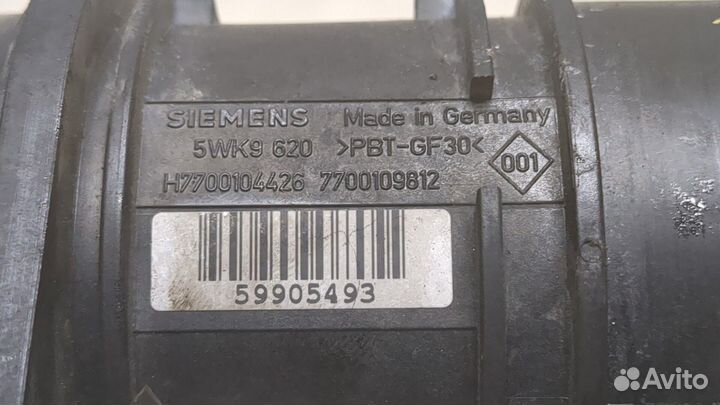 SIEMENS Made in Germany
5WK9 620 >PBT-GF30< 001
H7700104426 7700109812
59905493
Avito